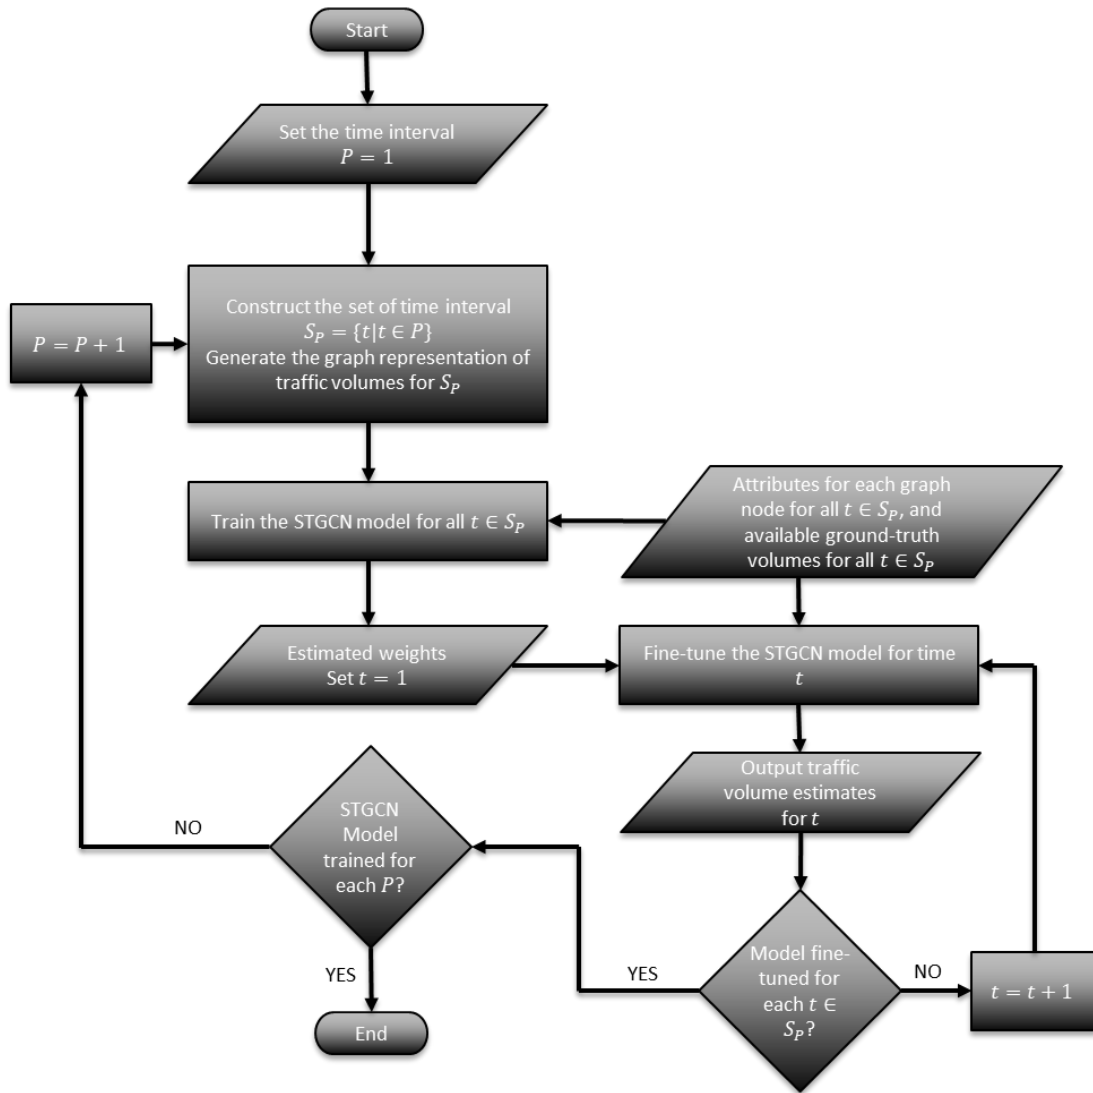 Start
Set the time interval
P = 1
Construct the set of time interval
S_P = {t|t ∈ P}
Generate the graph representation of
traffic volumes for S_P
P = P + 1
Train the STGCN model for all t ∈ S_P
Attributes for each graph
node for all t ∈ S_P, and
available ground-truth
volumes for all t ∈ S_P
Estimated weights
Set t = 1
Fine-tune the STGCN model for time
t
Output traffic
volume estimates
for t
STGCN
Model
trained for
each P?
NO
YES
End
Model fine-
tuned for
each t ∈
S_P?
YES
NO
t = t + 1